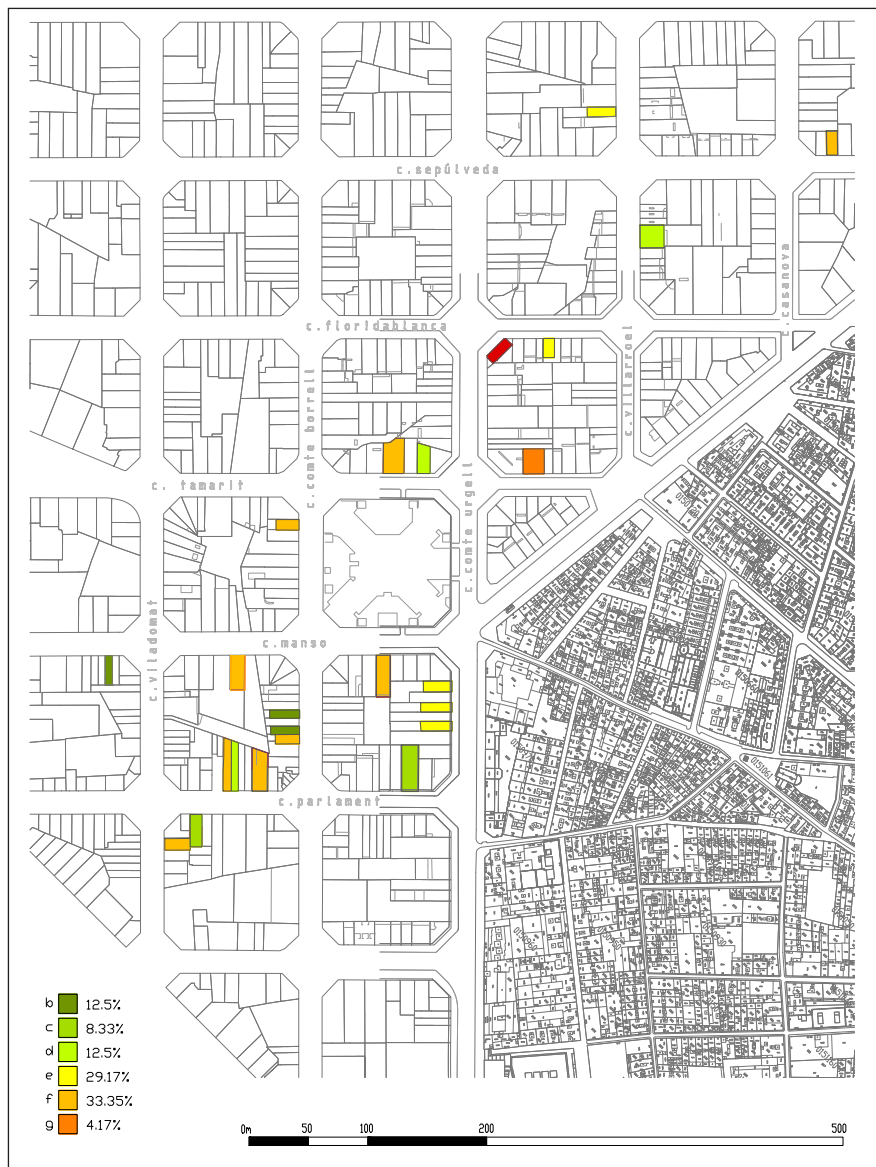 c.sepúlveda
c.casanova
c.floridablanca
c.villarroel
c.comte borrell
c. tamarit
c.comte urgell
c.viladomat
c.manso
c.parlament
b 12.5%
c 8.33%
d 12.5%
e 29.17%
f 33.35%
g 4.17%
0m 50 100 200 500